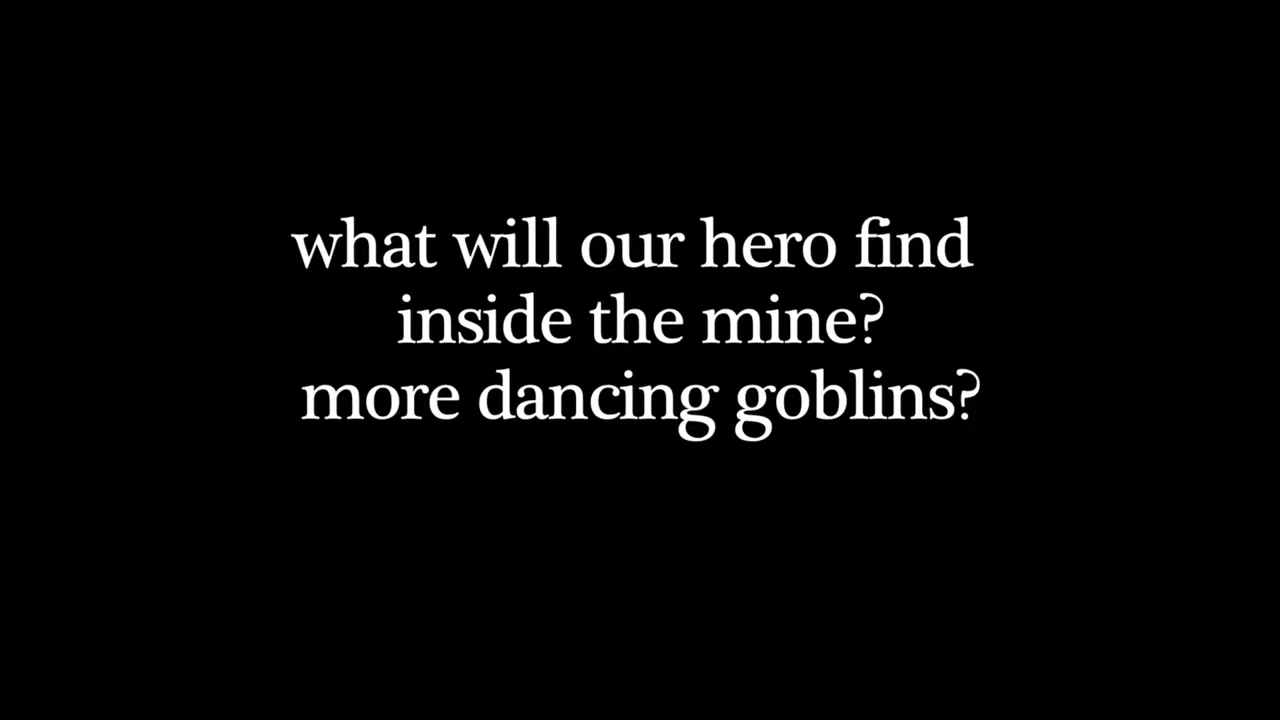 what will our hero find
inside the mine?
more dancing goblins?